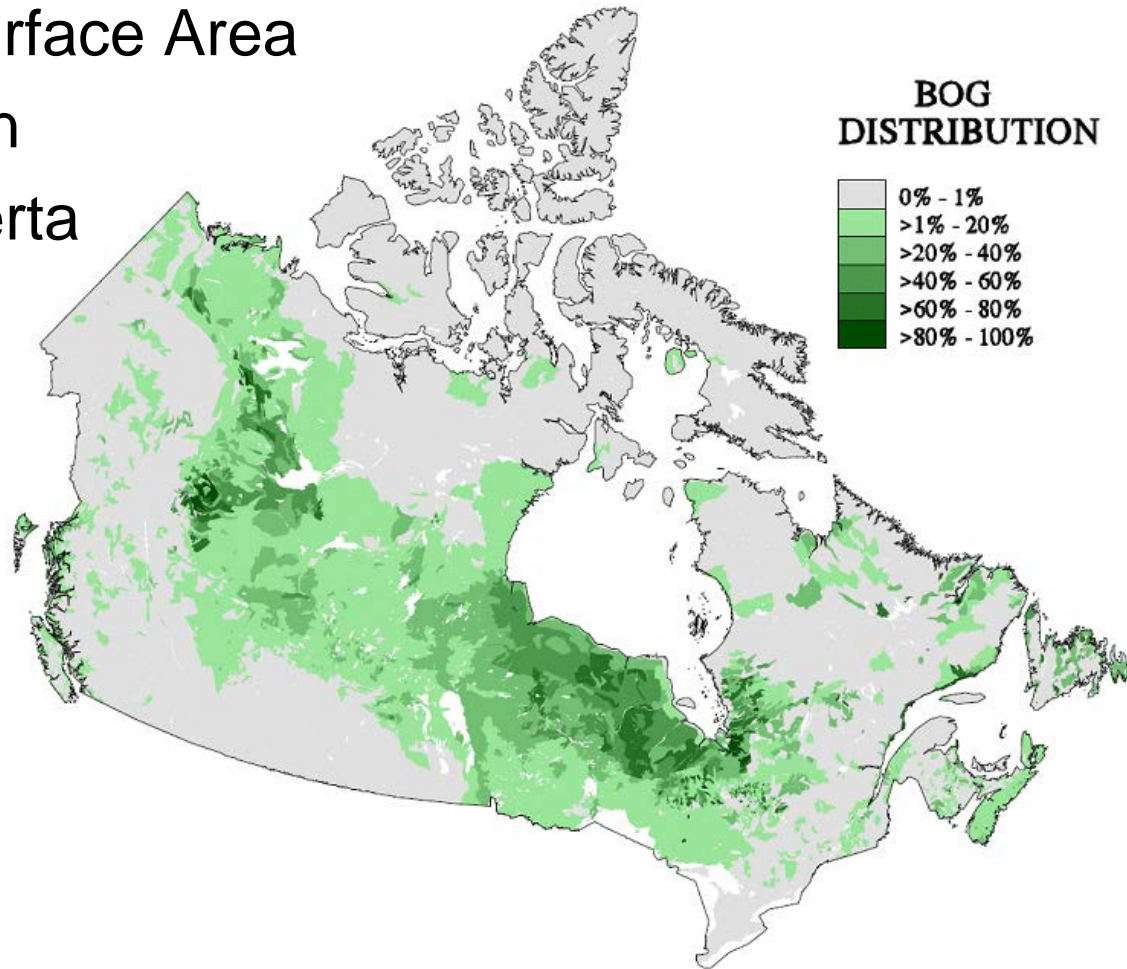 rface Area
n
erta
BOG
DISTRIBUTION
0% - 1%
>1% - 20%
>20% - 40%
>40% - 60%
>60% - 80%
>80% - 100%